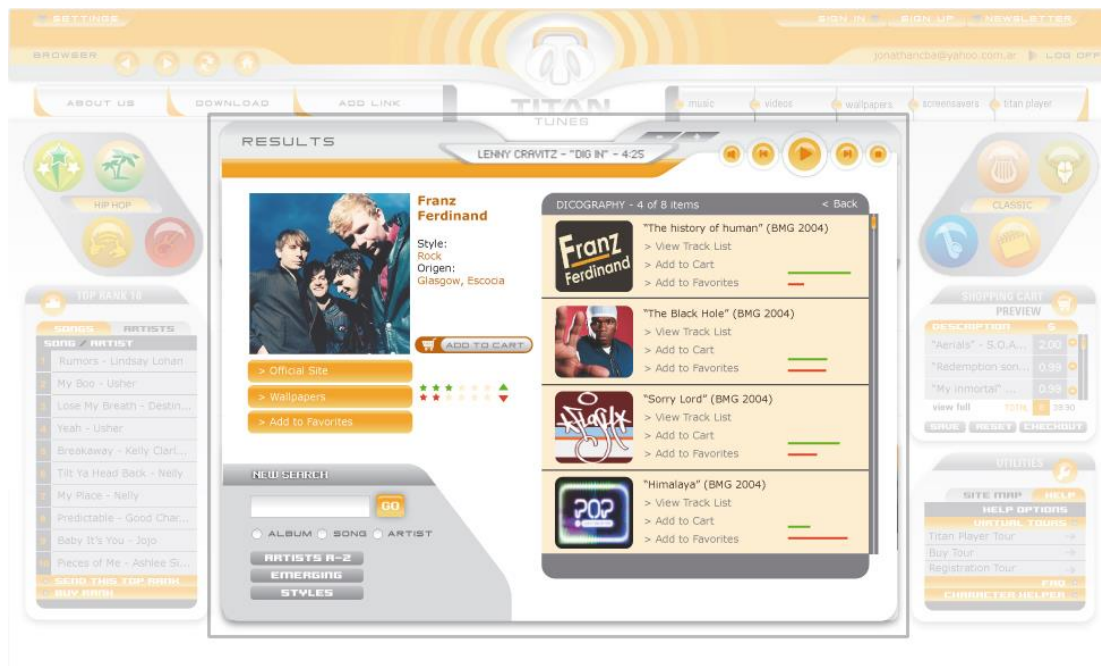 SETTINGS
SIGN IN
SIGN UP
NEWSLETTER
BROWSER
jonathancba@yahoo.com.ar
LOG OFF
ABOUT US
DOWNLOAD
ADD LINK
TITAN
TUNES
music
videos
wallpapers
screensavers
titan player
RESULTS
LENNY CRAVITZ - "DIG IN" - 4:25
HIP HOP
CLASSIC
Franz
Ferdinand
Style:
Rock
Origen:
Glasgow, Escocia
ADD TO CART
> Official Site
> Wallpapers
> Add to Favorites
DICOGRAPHY - 4 of 8 items
< Back
Franz
Ferdinand
"The history of human" (BMG 2004)
> View Track List
> Add to Cart
> Add to Favorites
"The Black Hole" (BMG 2004)
> View Track List
> Add to Cart
> Add to Favorites
"Sorry Lord" (BMG 2004)
> View Track List
> Add to Cart
> Add to Favorites
"Himalaya" (BMG 2004)
> View Track List
> Add to Cart
> Add to Favorites
NEW SEARCH
GO
ALBUM
SONG
ARTIST
ARTISTS A-Z
EMERGING
STYLES
TOP RANK 10
SONGS
ARTISTS
SONG / ARTIST
1 Rumors - Lindsay Lohan
2 My Boo - Usher
3 Lose My Breath - Destin...
4 Yeah - Usher
5 Breakaway - Kelly Clarl...
6 Tilt Ya Head Back - Nelly
7 My Place - Nelly
8 Predictable - Good Char...
9 Baby It's You - Jojo
10 Pieces of Me - Ashlee Si...
SEND THIS TOP RANK
BUY RANK
SHOPPING CART
PREVIEW
DESCRIPTION
$
"Aerials" - S.O.A... 2.00
"Redemption son... 0.99
"My inmortal" ... 0.99
view full
39.90
SAVE
RESET
CHECKOUT
UTILITIES
SITE MAP
HELP
HELP OPTIONS
VIRTUAL TOURS
Titan Player Tour
Buy Tour
Registration Tour
FAQ
CHARACTER HELPER